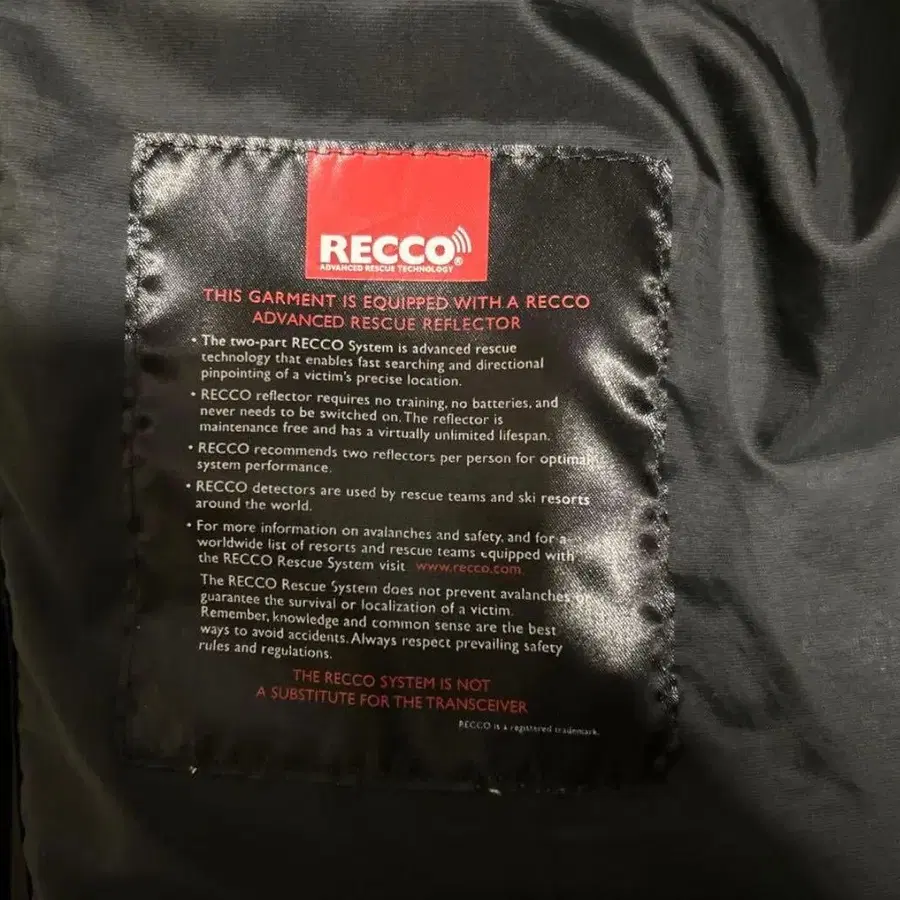 RECCO®
ADVANCED RESCUE TECHNOLOGY
THIS GARMENT IS EQUIPPED WITH A RECCO
ADVANCED RESCUE REFLECTOR
• The two-part RECCO System is advanced rescue
technology that enables fast searching and directional
pinpointing of a victim's precise location.
• RECCO reflector requires no training, no batteries, and
never needs to be switched on. The reflector is
maintenance free and has a virtually unlimited lifespan.
• RECCO recommends two reflectors per person for optimal
system performance.
• RECCO detectors are used by rescue teams and ski resorts
around the world.
• For more information on avalanches and safety, and for a
worldwide list of resorts and rescue teams equipped with
the RECCO Rescue System visit www.recco.com
The RECCO Rescue System does not prevent avalanches or
guarantee the survival or localization of a victim.
Remember, knowledge and common sense are the best
ways to avoid accidents. Always respect prevailing safety
rules and regulations.
THE RECCO SYSTEM IS NOT
A SUBSTITUTE FOR THE TRANSCEIVER
RECCO is a registered trademark.